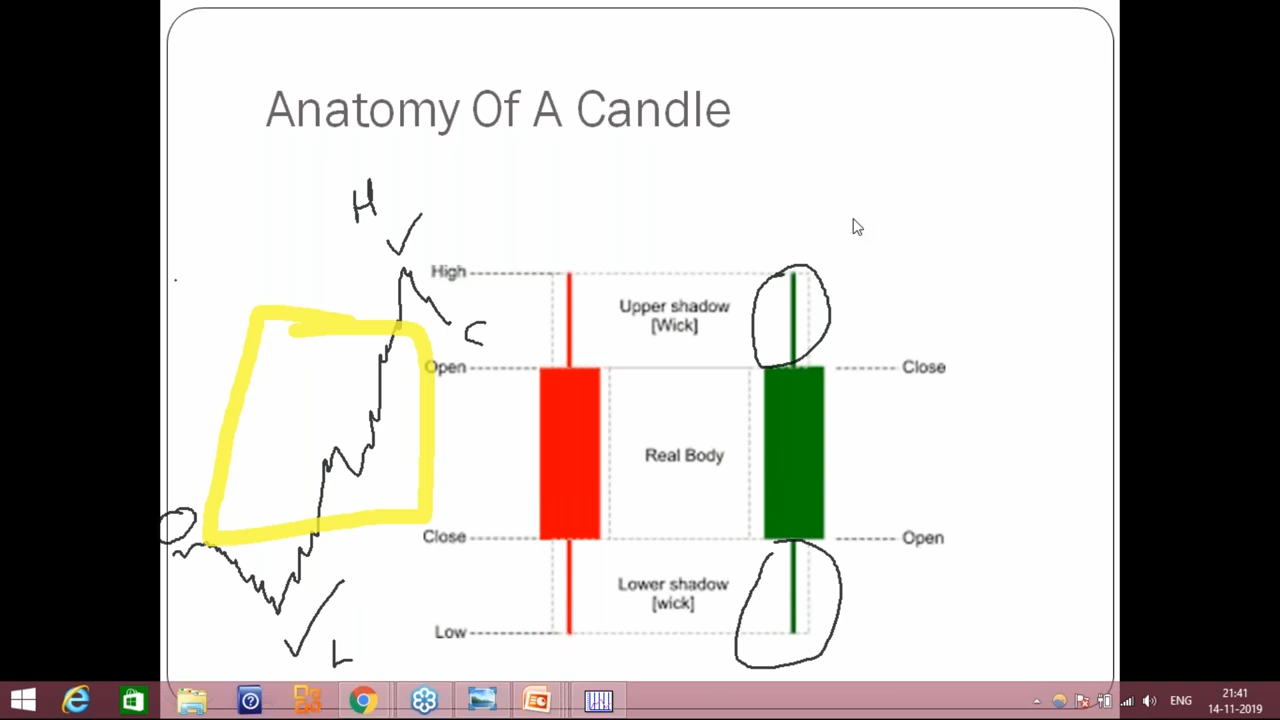 Anatomy Of A Candle
H
High
Upper shadow
[Wick]
C
Open
Close
Real Body
O
Close
Open
Lower shadow
[wick]
Low
L
ENG
21:41
14-11-2019